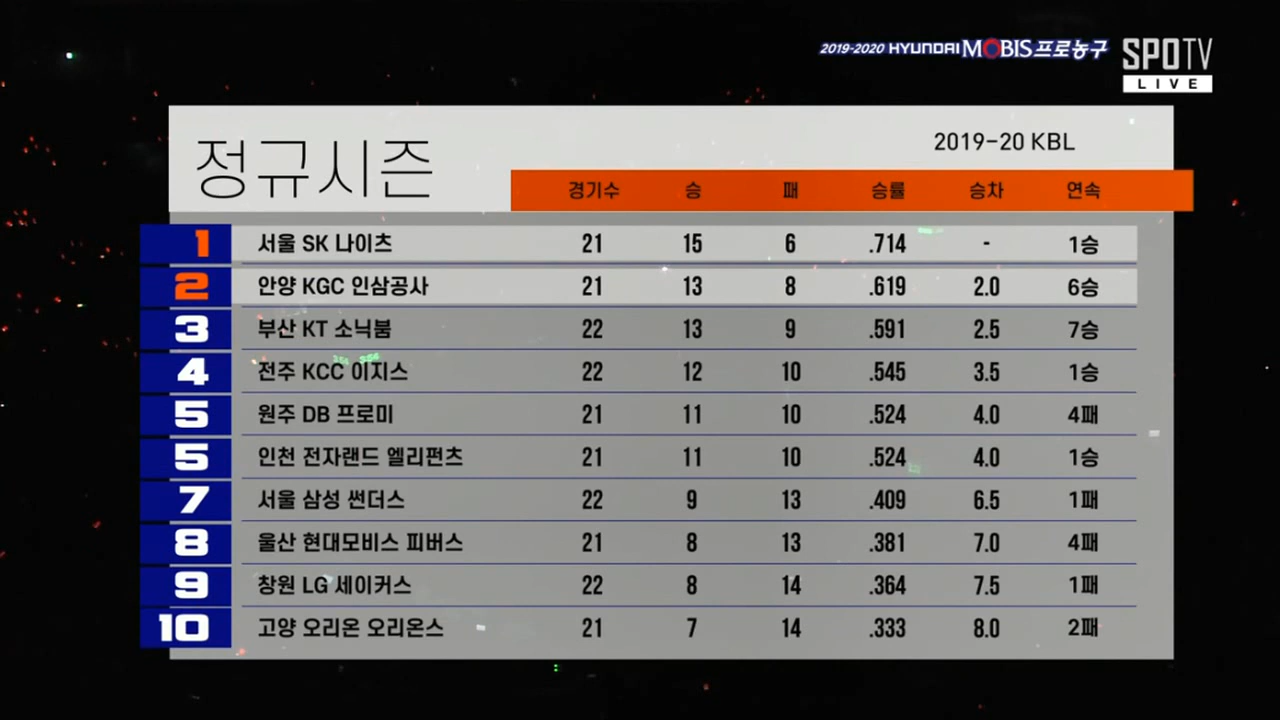 2019-2020 HYUNDAI MOBIS 프로농구
SPOTV
LIVE
정규시즌
2019-20 KBL
경기수 승 패 승률 승차 연속
1 서울 SK 나이츠 21 15 6 .714 - 1승
2 안양 KGC 인삼공사 21 13 8 .619 2.0 6승
3 부산 KT 소닉붐 22 13 9 .591 2.5 7승
4 전주 KCC 이지스 22 12 10 .545 3.5 1승
5 원주 DB 프로미 21 11 10 .524 4.0 4패
5 인천 전자랜드 엘리펀츠 21 11 10 .524 4.0 1승
7 서울 삼성 썬더스 22 9 13 .409 6.5 1패
8 울산 현대모비스 피버스 21 8 13 .381 7.0 4패
9 창원 LG 세이커스 22 8 14 .364 7.5 1패
10 고양 오리온 오리온스 21 7 14 .333 8.0 2패